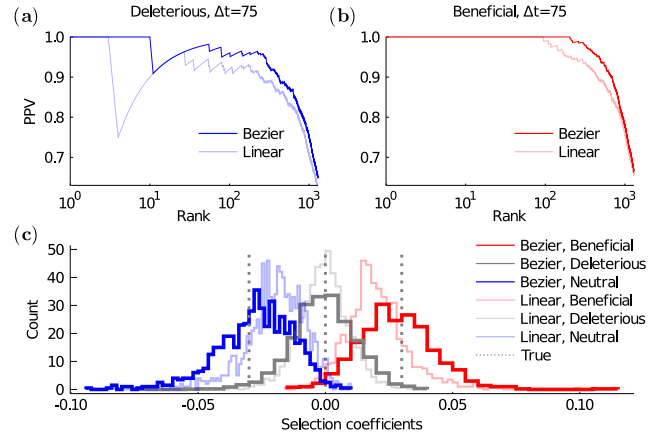 (a)
Deleterious, Δt=75
1.0
0.9
0.8
0.7
PPV
Bezier
Linear
10^0
10^1
10^2
10^3
Rank
(b)
Beneficial, Δt=75
1.0
0.9
0.8
0.7
Bezier
Linear
10^0
10^1
10^2
10^3
Rank
(c)
50
40
30
20
10
0
Count
-0.10
-0.05
0.00
0.05
0.10
Selection coefficients
Bezier, Beneficial
Bezier, Deleterious
Bezier, Neutral
Linear, Beneficial
Linear, Deleterious
Linear, Neutral
True